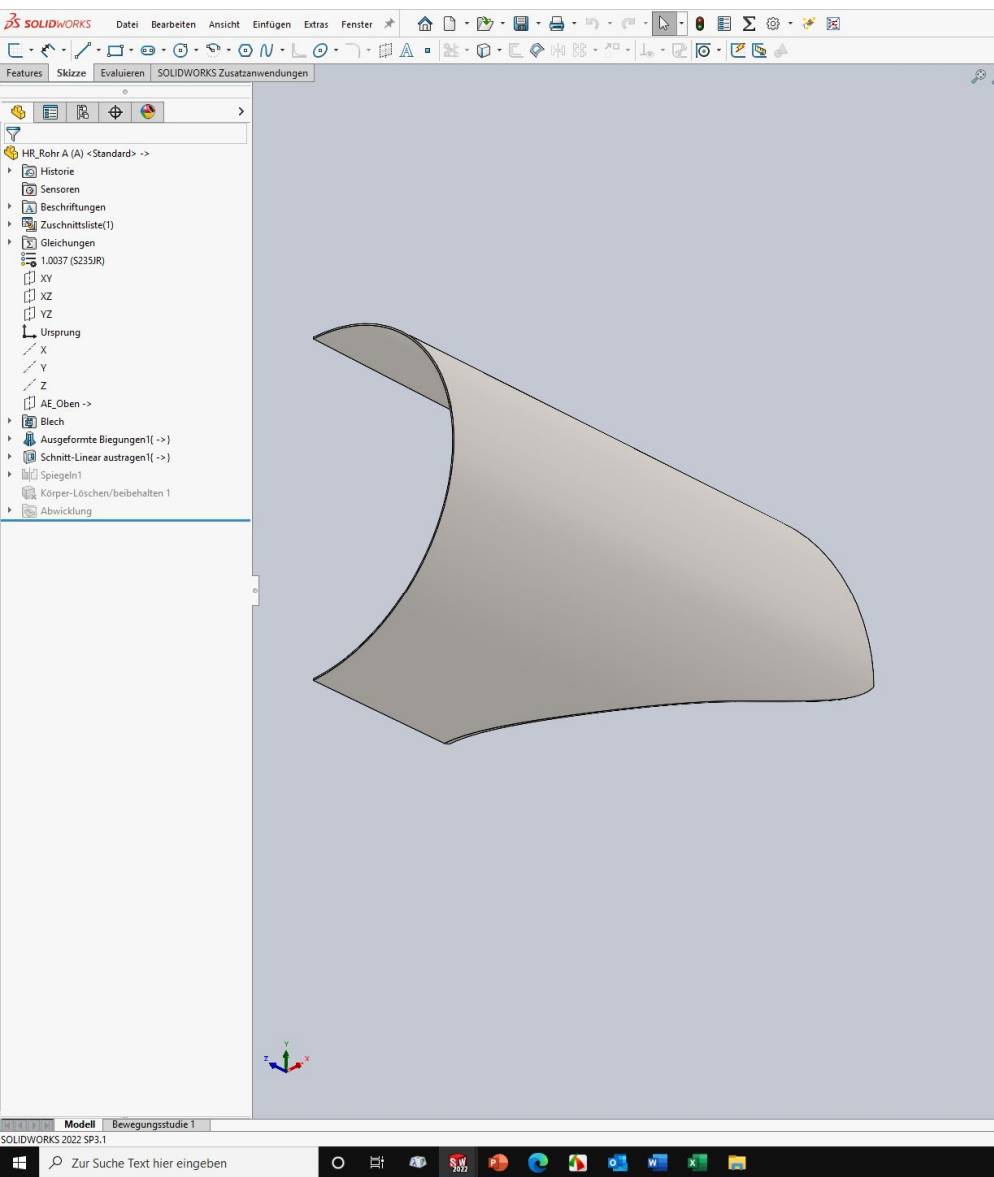 SOLIDWORKS Datei Bearbeiten Ansicht Einfügen Extras Fenster
Features Skizze Evaluieren SOLIDWORKS Zusatzanwendungen
HR_Rohr A (A) <Standard> ->
Historie
Sensoren
Beschriftungen
Zuschnittsliste(1)
Gleichungen
1.0037 (S235JR)
XY
XZ
YZ
Ursprung
X
Y
Z
AE_Oben ->
Blech
Ausgeformte Biegungen1{ ->}
Schnitt-Linear austragen1{ ->}
Spiegeln1
Körper-Löschen/beibehalten 1
Abwicklung
Y
Z X
Modell Bewegungsstudie 1
SOLIDWORKS 2022 SP3.1
Zur Suche Text hier eingeben